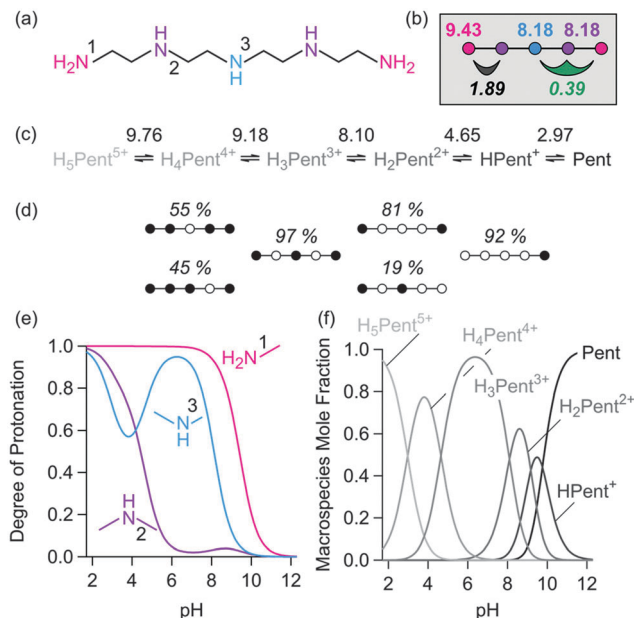 (a)
H
N
3
H₂N
1
2
N
H
H
N
NH₂
(b)
9.43 8.18 8.18
1.89 0.39
(c)
9.76 9.18 8.10 4.65 2.97
H₅Pent⁵⁺ ⇌ H₄Pent⁴⁺ ⇌ H₃Pent³⁺ ⇌ H₂Pent²⁺ ⇌ HPent⁺ ⇌ Pent
(d)
55 % 81 %
97 % 92 %
45 % 19 %
(e)
Degree of Protonation
1.0
0.8
0.6
0.4
0.2
0.0
H₂N 1
3
N
H
H
N
2
2 4 6 8 10 12
pH
(f)
Macrospecies Mole Fraction
1.0
0.8
0.6
0.4
0.2
0.0
H₅Pent⁵⁺
H₄Pent⁴⁺
Pent
H₃Pent³⁺
H₂Pent²⁺
HPent⁺
2 4 6 8 10 12
pH